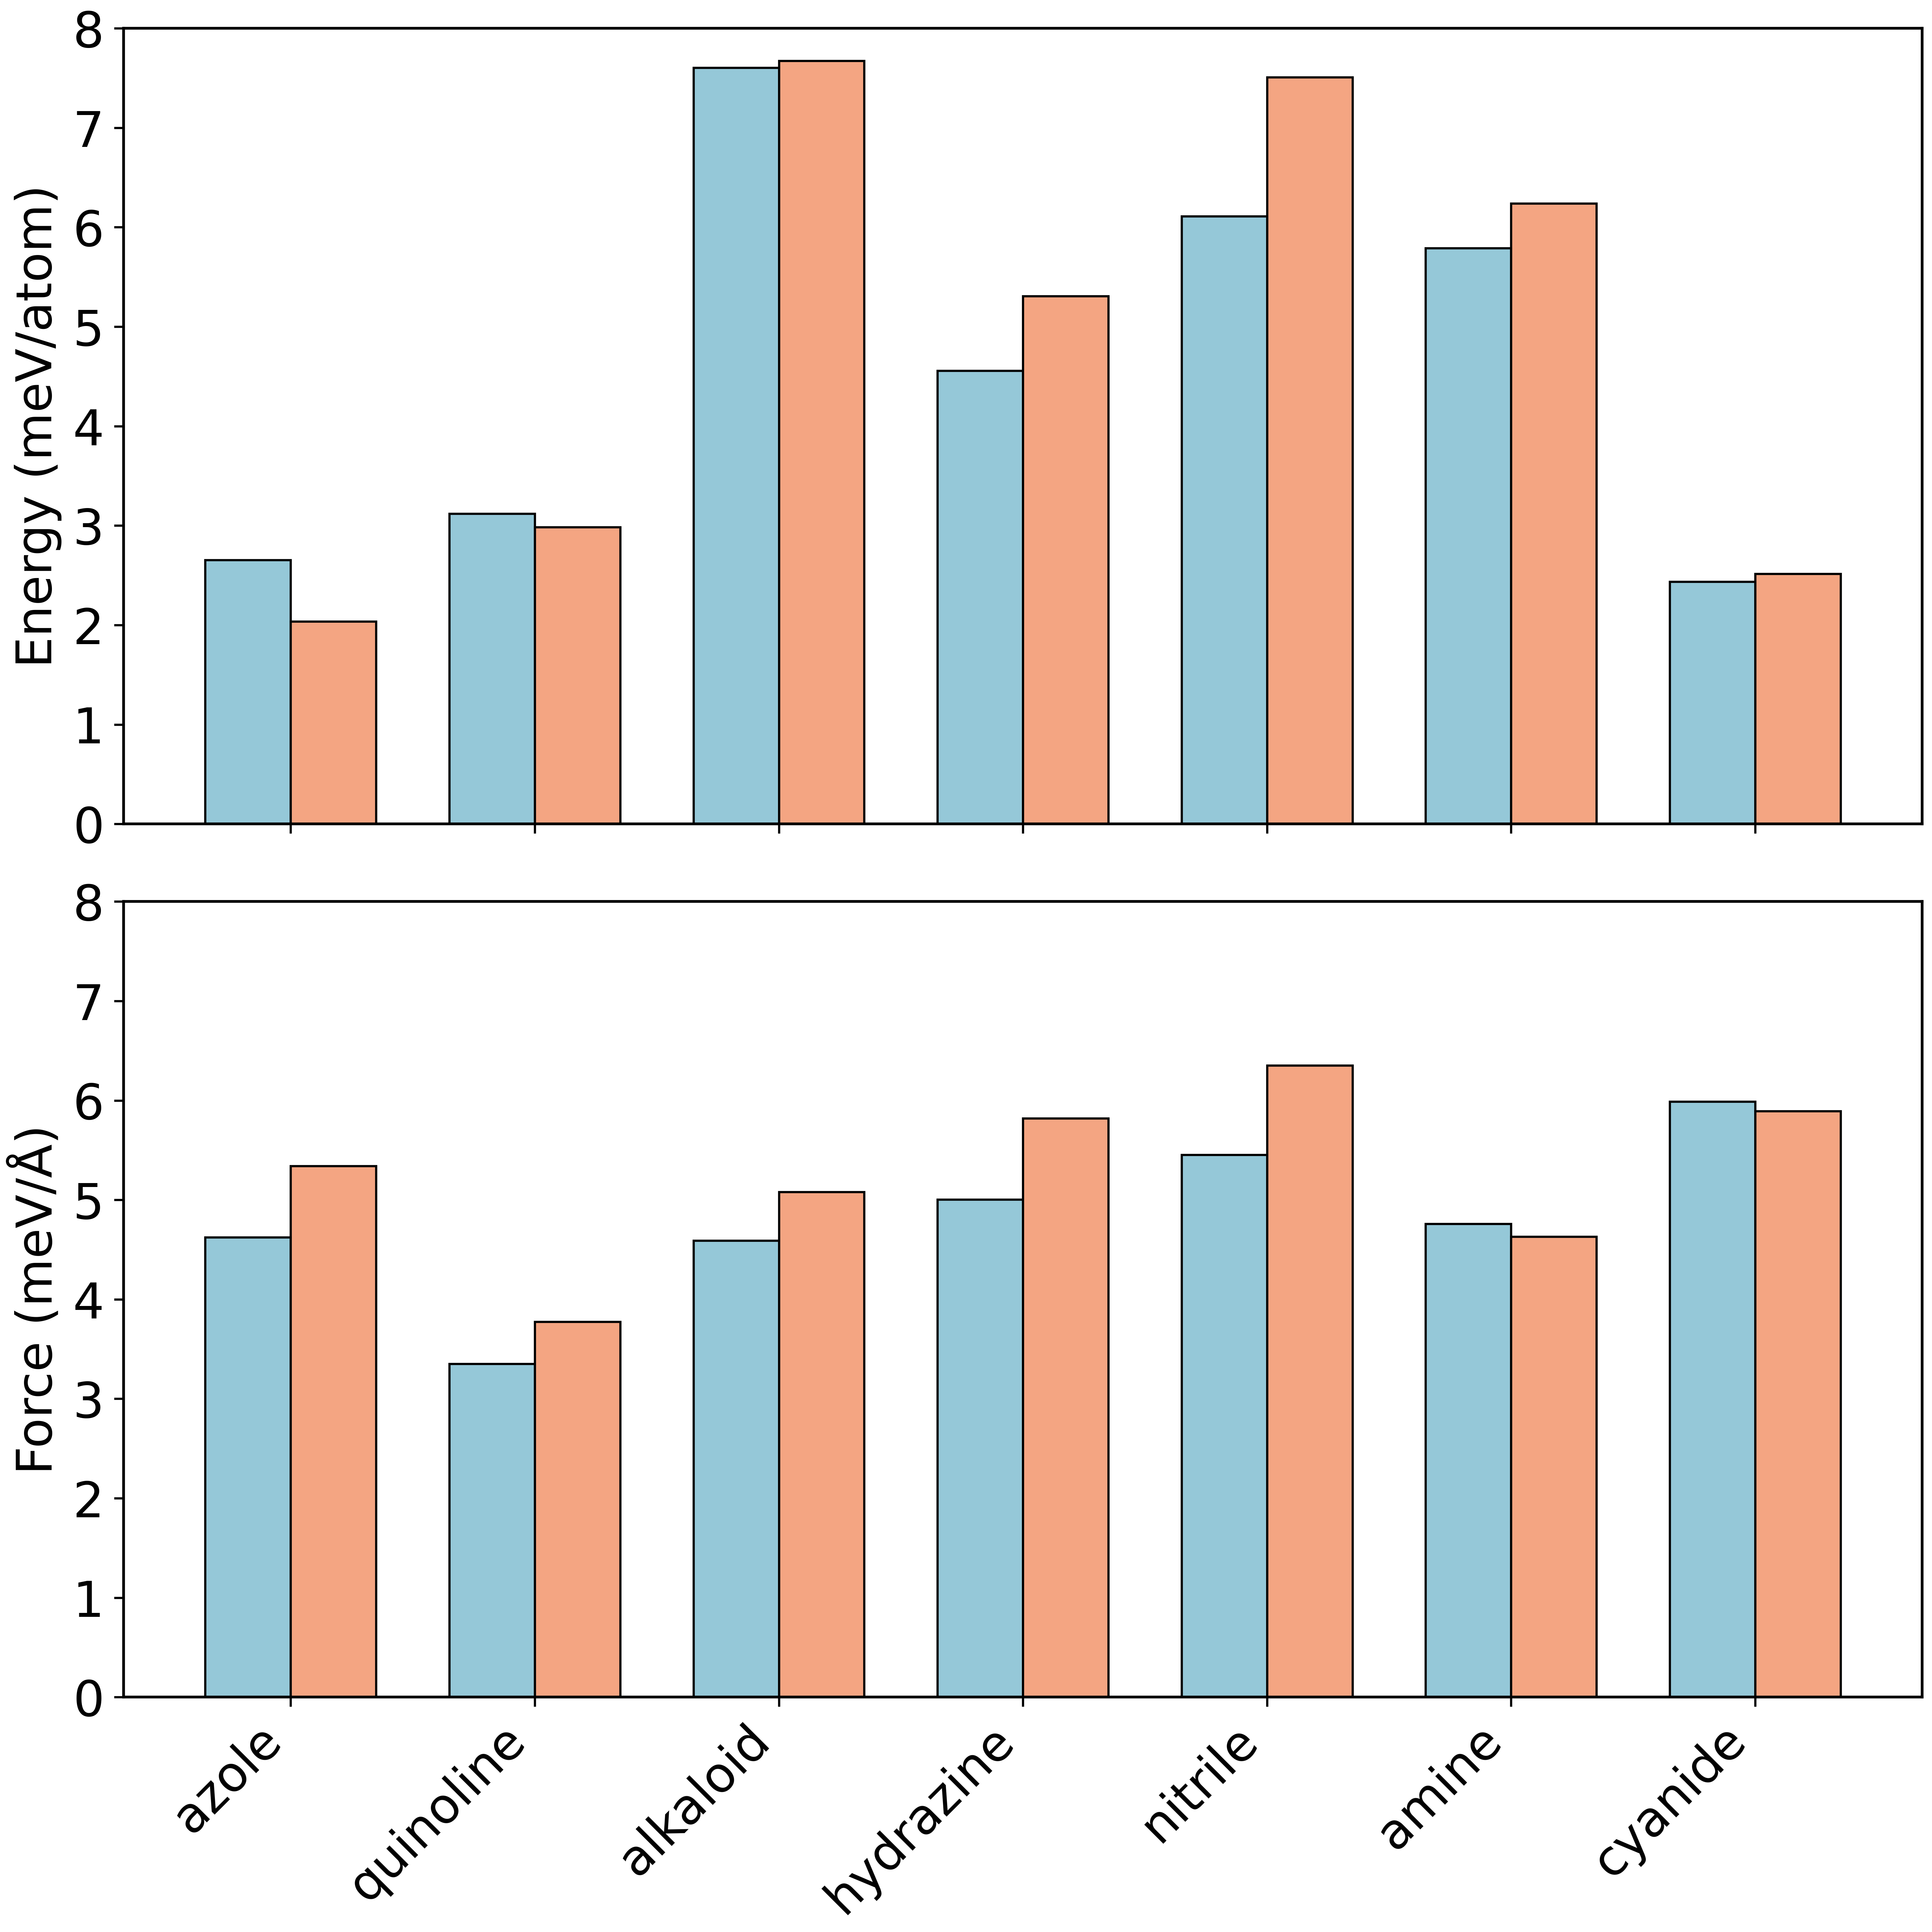 Energy (meV/atom)
8
7
6
5
4
3
2
1
0
Force (meV/Å)
8
7
6
5
4
3
2
1
0
azole
quinoline
alkaloid
hydrazine
nitrile
amine
cyanide